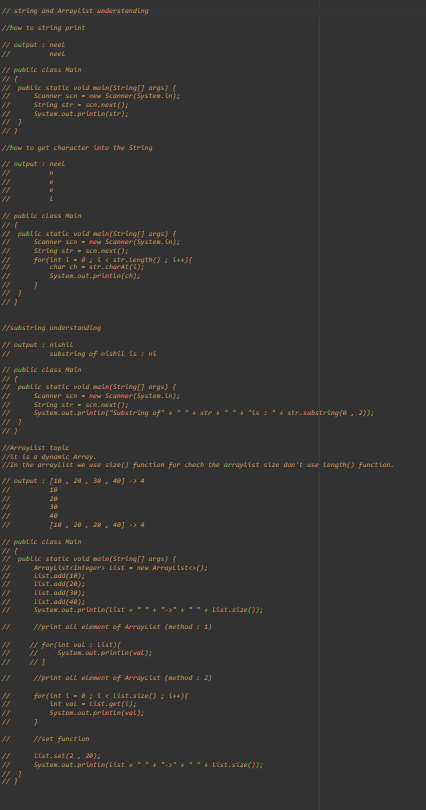 // string and ArrayList understanding
//how to string print
// output : neel
//          neel
// public class Main
// {
//  public static void main(String[] args) {
//      Scanner scn = new Scanner(System.in);
//      String str = scn.next();
//      System.out.println(str);
//  }
// }
//how to get character into the String
// output : neel
//          n
//          e
//          e
//          l
// public class Main
// {
//  public static void main(String[] args) {
//      Scanner scn = new Scanner(System.in);
//      String str = scn.next();
//      for(int i = 0 ; i < str.length() ; i++){
//          char ch = str.charAt(i);
//          System.out.println(ch);
//      }
//  }
// }
//substring understanding
// output : nishil
//          substring of nishil is : ni
// public class Main
// {
//  public static void main(String[] args) {
//      Scanner scn = new Scanner(System.in);
//      String str = scn.next();
//      System.out.println("Substring of" + " " + str + " " + "is : " + str.substring(0 , 2));
//  }
// }
//ArrayList topic
//it is a dynamic Array.
//In the arraylist we use size() function for chech the arrayList size don't use length() function.
// output : [10 , 20 , 30 , 40] -> 4
//          10
//          20
//          30
//          40
//          [10 , 20 , 20 , 40] -> 4
// public class Main
// {
//  public static void main(String[] args) {
//      ArrayList<Integer> list = new ArrayList<>();
//      list.add(10);
//      list.add(20);
//      list.add(30);
//      list.add(40);
//      System.out.println(list + " " + "->" + " " + list.size());
//      //print all element of ArrayList (method : 1)
//     // for(int val : list){
//     //     System.out.println(val);
//     // }
//      //print all element of ArrayList (method : 2)
//      for(int i = 0 ; i < list.size() ; i++){
//          int val = list.get(i);
//          System.out.println(val);
//      }
//      //set function
//      list.set(2 , 20);
//      System.out.println(list + " " + "->" + " " + list.size());
//  }
// }